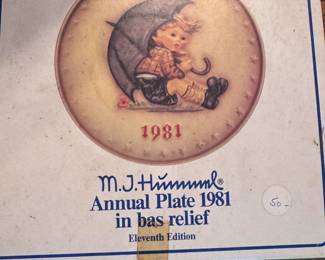 1981
M.J.Hummel®
Annual Plate 1981
in bas relief
Eleventh Edition
50-